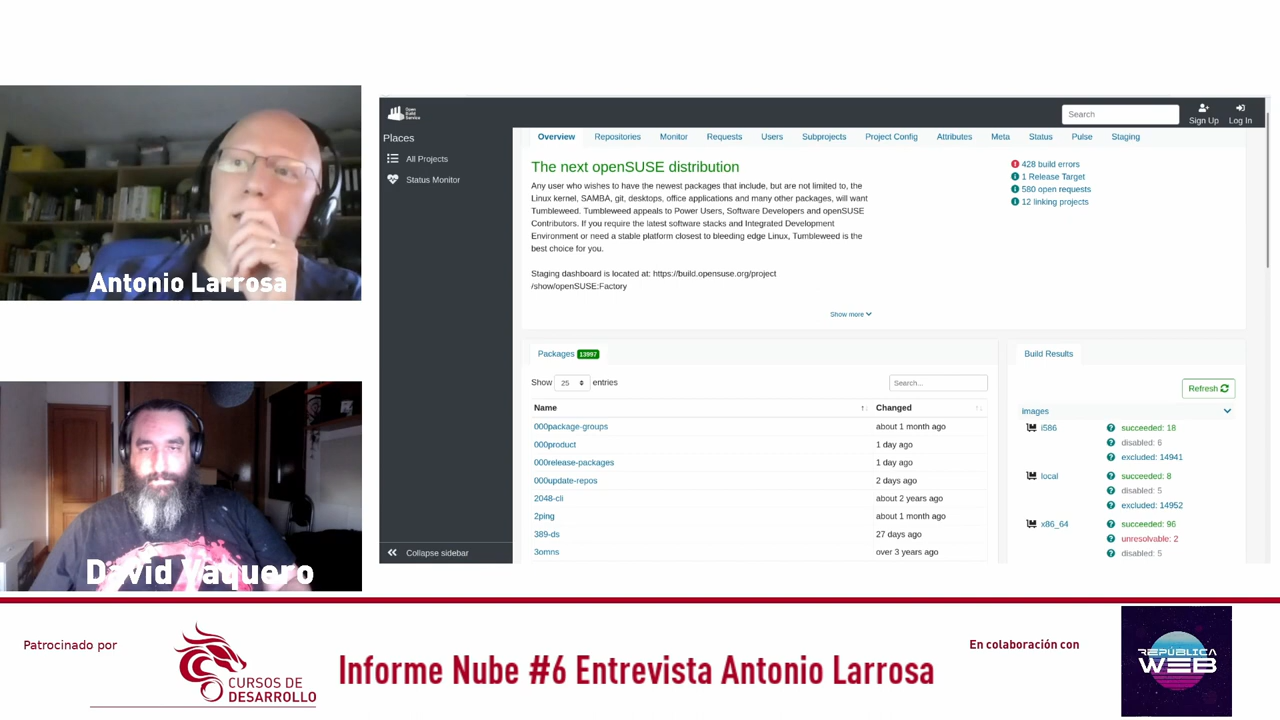 Antonio Larrosa
David Vaquero
Open
Build
Service
Search
Sign Up
Log In
Places
All Projects
Status Monitor
Collapse sidebar
Overview Repositories Monitor Requests Users Subprojects Project Config Attributes Meta Status Pulse Staging
The next openSUSE distribution
Any user who wishes to have the newest packages that include, but are not limited to, the
Linux kernel, SAMBA, git, desktops, office applications and many other packages, will want
Tumbleweed. Tumbleweed appeals to Power Users, Software Developers and openSUSE
Contributors. If you require the latest software stacks and Integrated Development
Environment or need a stable platform closest to bleeding edge Linux, Tumbleweed is the
best choice for you.
Staging dashboard is located at: https://build.opensuse.org/project
/show/openSUSE:Factory
Show more
428 build errors
1 Release Target
580 open requests
12 linking projects
Packages 13997
Show 25 entries
Search...
Name Changed
000package-groups about 1 month ago
000product 1 day ago
000release-packages 1 day ago
000update-repos 2 days ago
2048-cli about 2 years ago
2ping about 1 month ago
389-ds 27 days ago
3omns over 3 years ago
Build Results
Refresh
images
i586 succeeded: 18
disabled: 6
excluded: 14941
local succeeded: 8
disabled: 5
excluded: 14952
x86_64 succeeded: 96
unresolvable: 2
disabled: 5
Patrocinado por
CURSOS DE
DESARROLLO
Informe Nube #6 Entrevista Antonio Larrosa
En colaboración con
REPÚBLICA
WEB